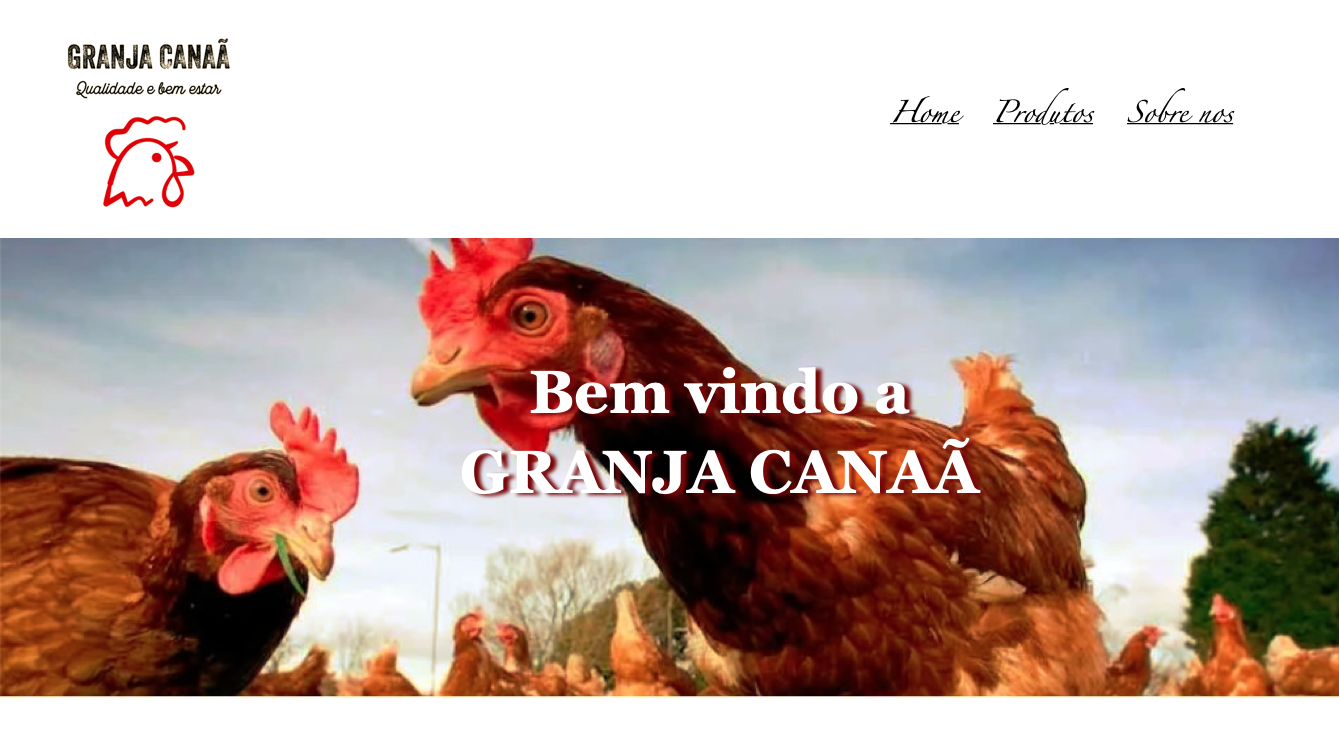 GRANJA CANAÃ
Qualidade e bem estar
Home Produtos Sobre nos
Bem vindo a
GRANJA CANAÃ